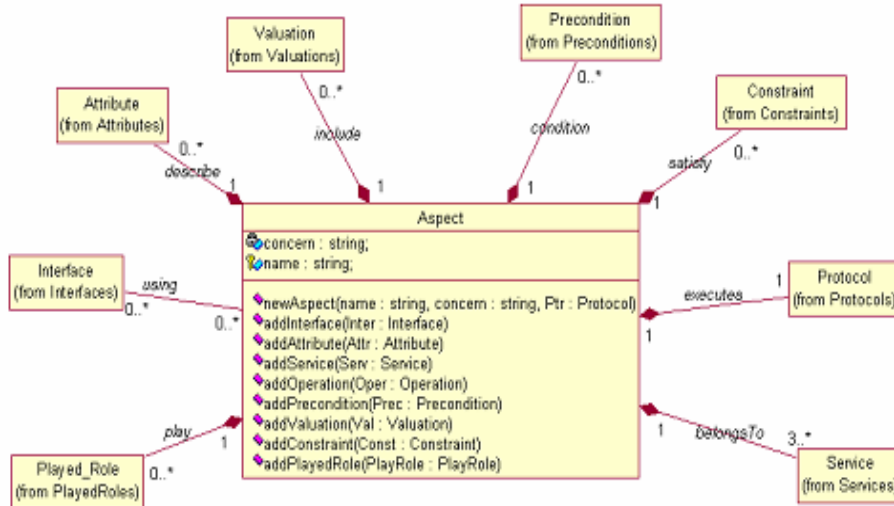 Valuation
(from Valuations)
0..*
include
1
Precondition
(from Preconditions)
0..*
condition
1
Attribute
(from Attributes)
0..*
describe
1
Constraint
(from Constraints)
0..*
satisfy
1
Aspect
concern : string;
name : string;
newAspect(name : string, concern : string, Ptr : Protocol)
addInterface(Inter : Interface)
addAttribute(Attr : Attribute)
addService(Serv : Service)
addOperation(Oper : Operation)
addPrecondition(Prec : Precondition)
addValuation(Val : Valuation)
addConstraint(Const : Constraint)
addPlayedRole(PlayRole : PlayRole)
Interface
(from Interfaces)
using
0..*
0..*
Protocol
(from Protocols)
1
executes
1
Played_Role
(from PlayedRoles)
play
1
0..*
Service
(from Services)
1
belongsTo
3..*